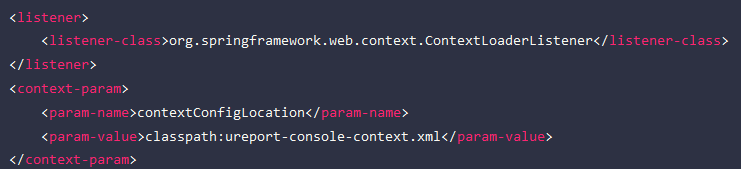 <listener>
    <listener-class>org.springframework.web.context.ContextLoaderListener</listener-class>
</listener>
<context-param>
    <param-name>contextConfigLocation</param-name>
    <param-value>classpath:ureport-console-context.xml</param-value>
</context-param>